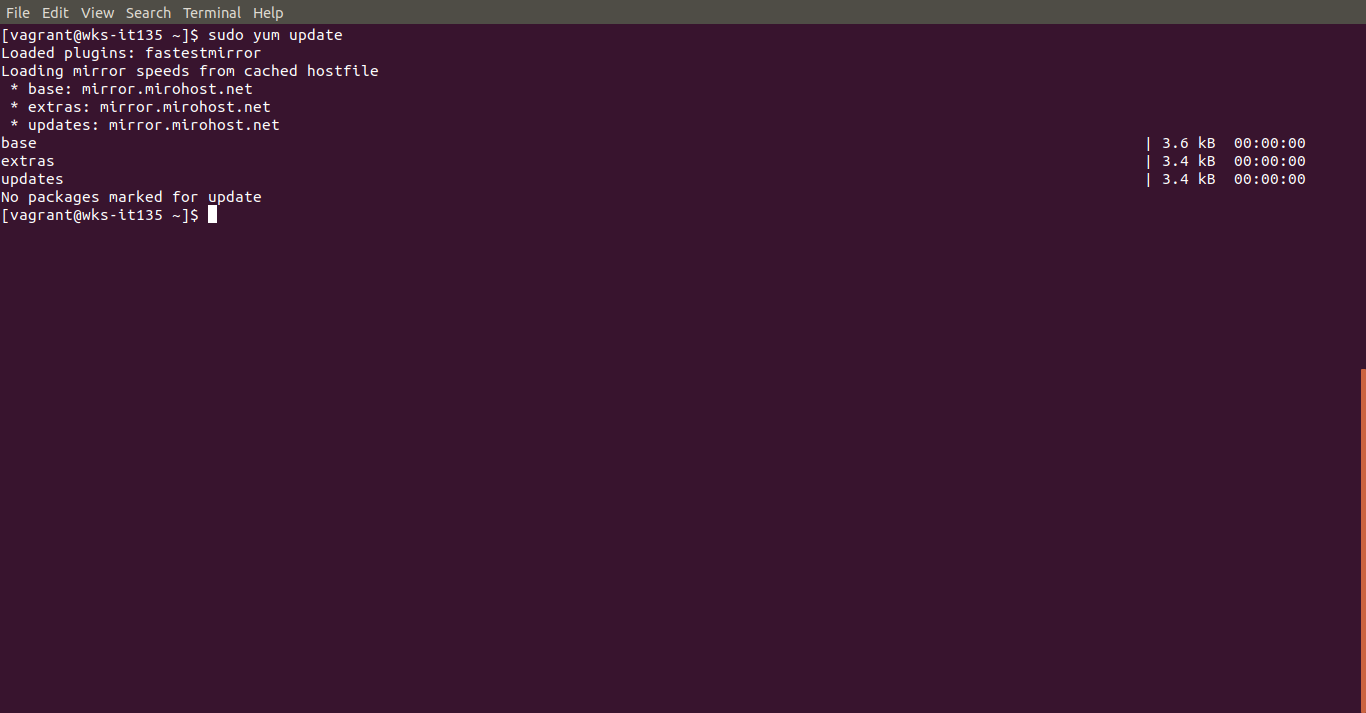 File Edit View Search Terminal Help
[vagrant@wks-it135 ~]$ sudo yum update
Loaded plugins: fastestmirror
Loading mirror speeds from cached hostfile
 * base: mirror.mirohost.net
 * extras: mirror.mirohost.net
 * updates: mirror.mirohost.net
base | 3.6 kB 00:00:00
extras | 3.4 kB 00:00:00
updates | 3.4 kB 00:00:00
No packages marked for update
[vagrant@wks-it135 ~]$